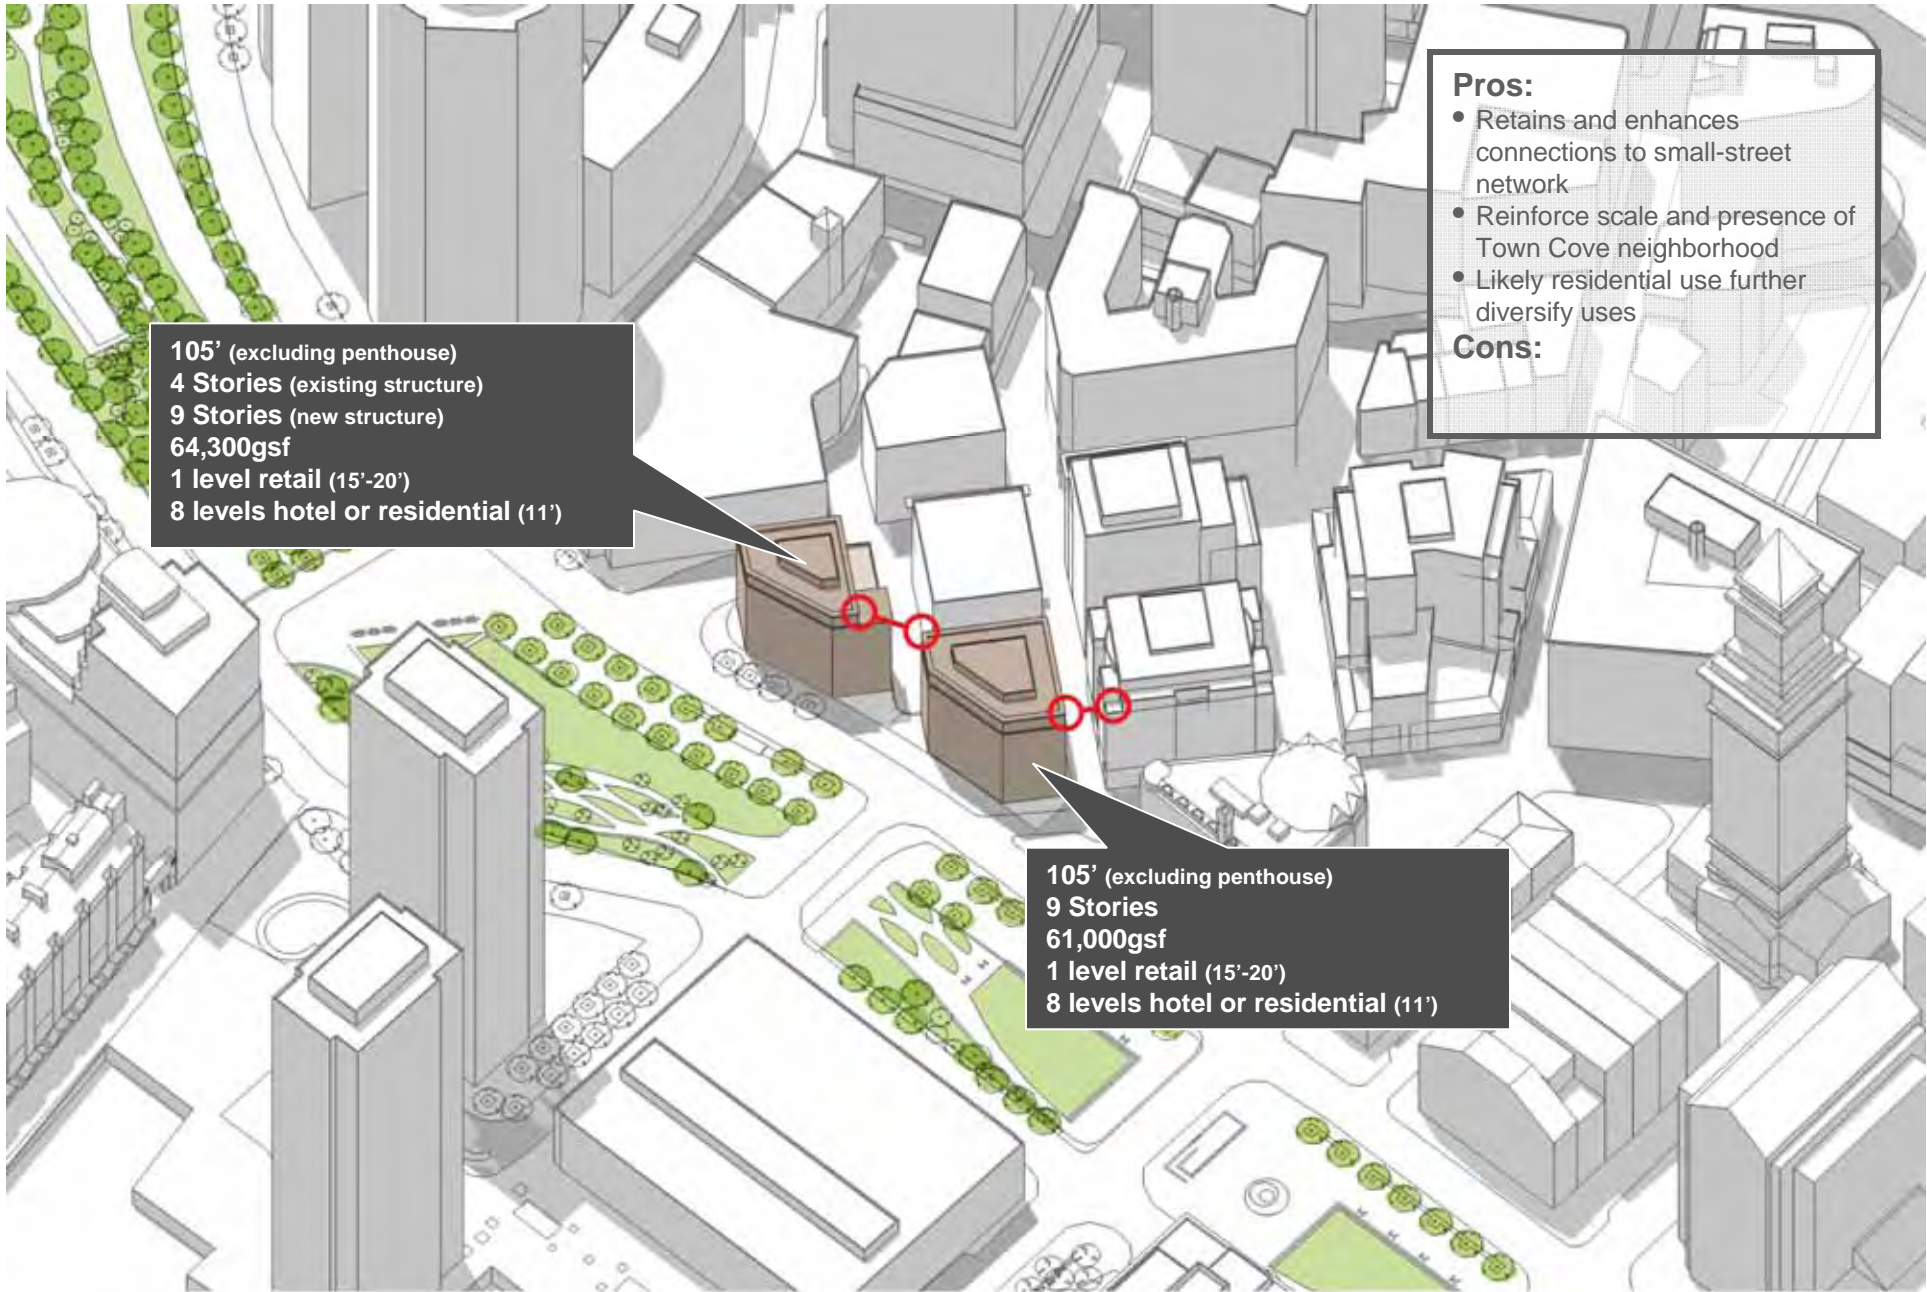 Pros:
• Retains and enhances
connections to small-street
network
• Reinforce scale and presence of
Town Cove neighborhood
• Likely residential use further
diversify uses
Cons:
105’ (excluding penthouse)
4 Stories (existing structure)
9 Stories (new structure)
64,300gsf
1 level retail (15’-20’)
8 levels hotel or residential (11’)
105’ (excluding penthouse)
9 Stories
61,000gsf
1 level retail (15’-20’)
8 levels hotel or residential (11’)